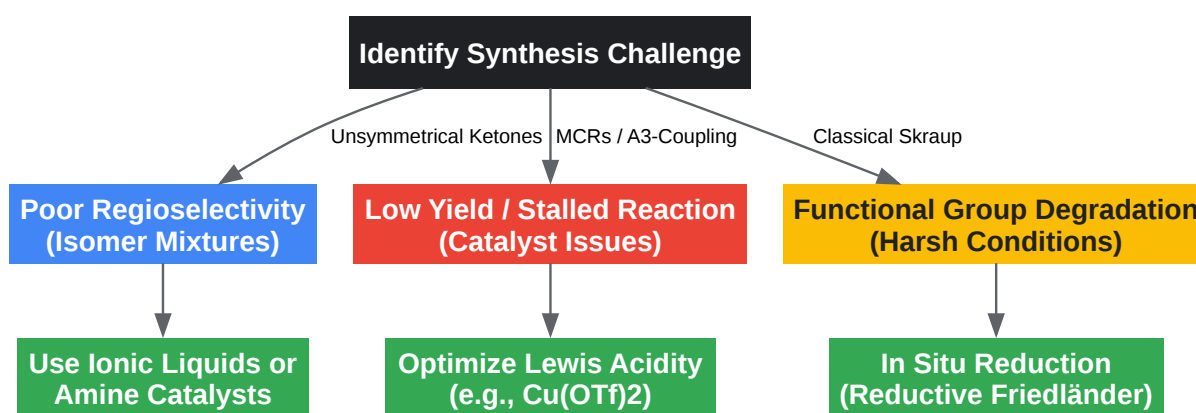 Identify Synthesis Challenge
Unsymmetrical Ketones
MCRs / A3-Coupling
Classical Skraup
Poor Regioselectivity
(Isomer Mixtures)
Low Yield / Stalled Reaction
(Catalyst Issues)
Functional Group Degradation
(Harsh Conditions)
Use Ionic Liquids or
Amine Catalysts
Optimize Lewis Acidity
(e.g., Cu(OTf)2)
In Situ Reduction
(Reductive Friedländer)